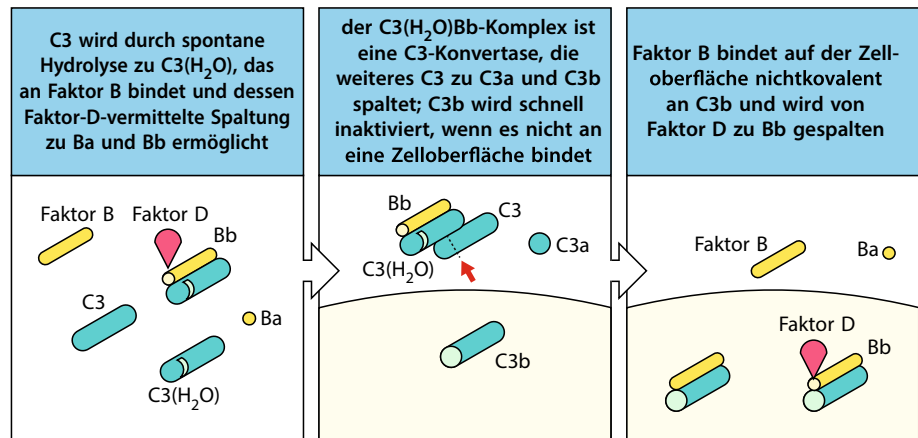 C3 wird durch spontane
Hydrolyse zu C3(H₂O), das
an Faktor B bindet und dessen
Faktor-D-vermittelte Spaltung
zu Ba und Bb ermöglicht
Faktor B
Faktor D
Bb
C3
Ba
C3(H₂O)
der C3(H₂O)Bb-Komplex ist
eine C3-Konvertase, die
weiteres C3 zu C3a und C3b
spaltet; C3b wird schnell
inaktiviert, wenn es nicht an
eine Zelloberfläche bindet
Bb
C3
C3a
C3(H₂O)
C3b
Faktor B bindet auf der Zell-
oberfläche nichtkovalent
an C3b und wird von
Faktor D zu Bb gespalten
Faktor B
Ba
Faktor D
Bb